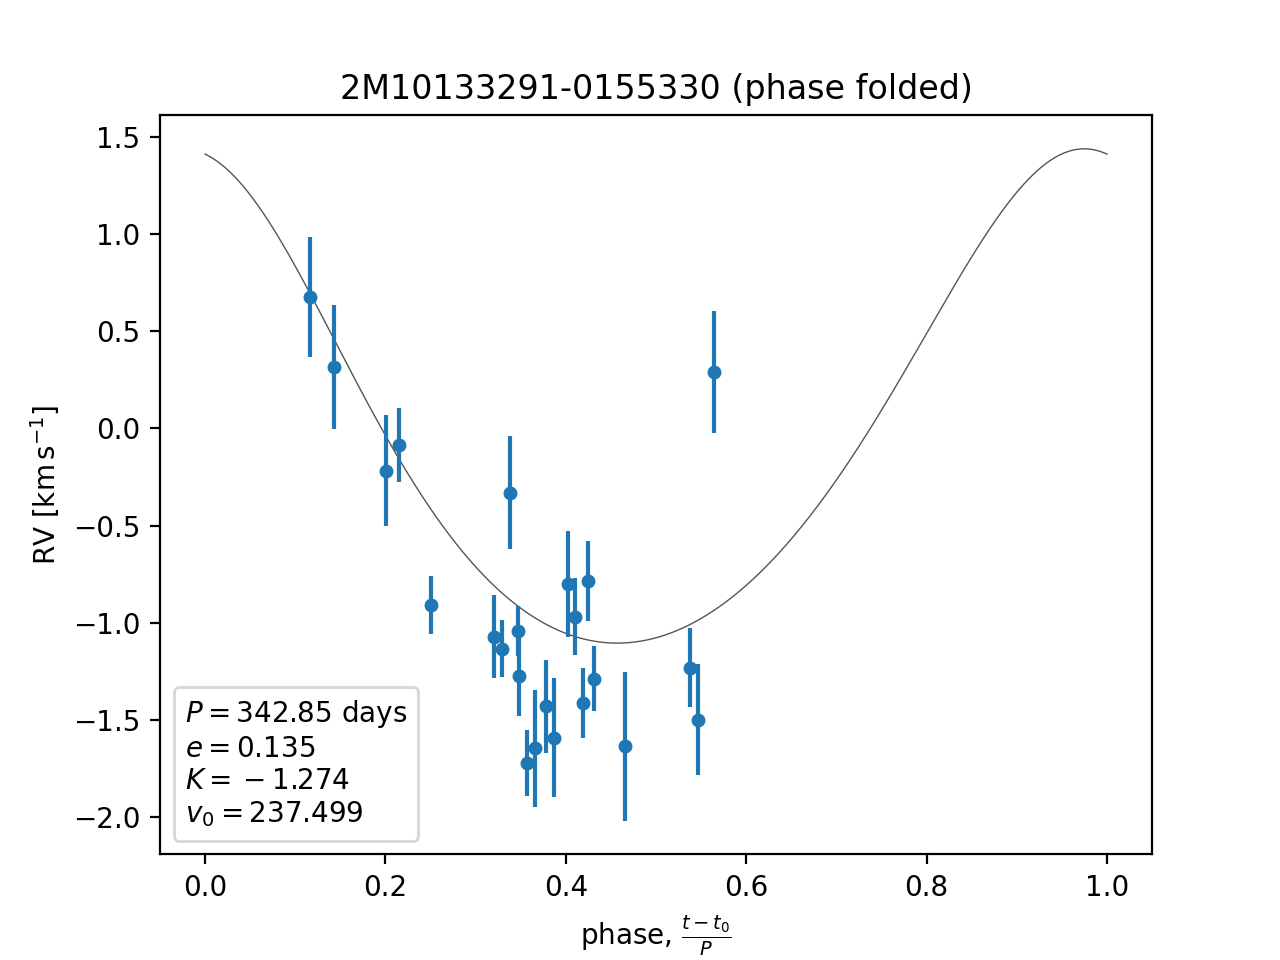 2M10133291-0155330 (phase folded)
RV [km s⁻¹]
1.5
1.0
0.5
0.0
−0.5
−1.0
−1.5
−2.0
P = 342.85 days
e = 0.135
K = −1.274
v₀ = 237.499
0.0 0.2 0.4 0.6 0.8 1.0
phase, (t − t₀)/P